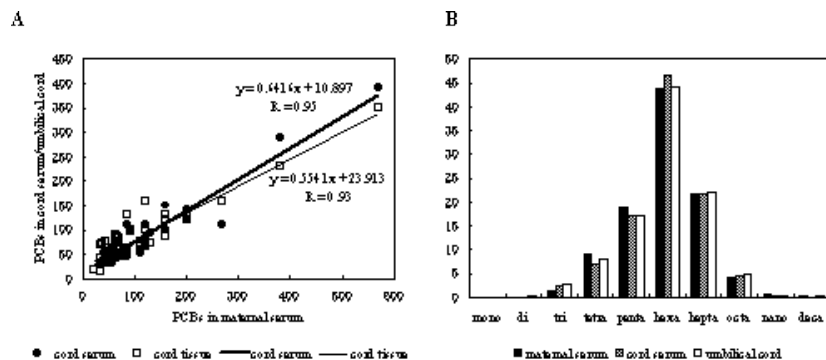 A
B
450
400
350
300
250
200
150
100
50
0
PCBs in cord serum/umbilical cord
y=0.6416x+10.897
R=0.95
y=0.5541x+23.913
R=0.93
0 100 200 300 400 500 600
PCBs in maternal serum
● cord serum □ cord tissue cord serum cord tissue
50
45
40
35
30
25
20
15
10
5
0
mono di tri tetra penta hexa hepta octa nano deca
maternal serum cord serum umbilical cord